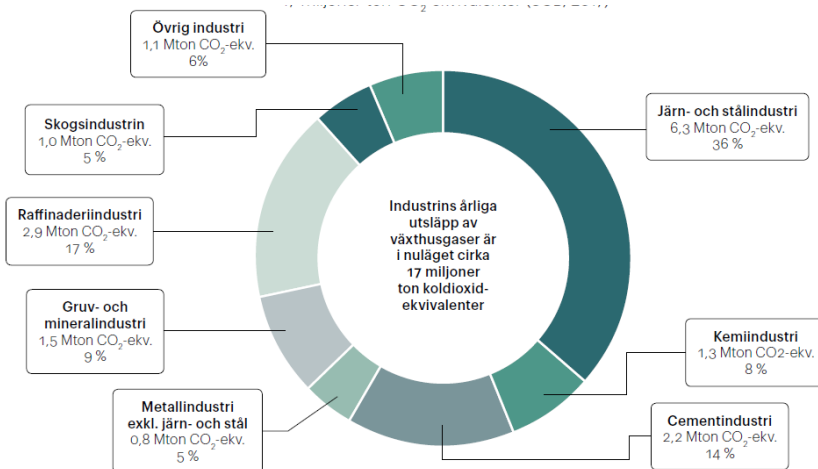 Övrig industri
1,1 Mton CO₂-ekv.
6%
Järn- och stålindustri
6,3 Mton CO₂-ekv.
36 %
Skogsindustrin
1,0 Mton CO₂-ekv.
5 %
Raffinaderiindustri
2,9 Mton CO₂-ekv.
17 %
Industrins årliga
utsläpp av
växthusgaser är
i nuläget cirka
17 miljoner
ton koldioxid-
ekvivalenter
Gruv- och
mineralindustri
1,5 Mton CO₂-ekv.
9 %
Kemiindustri
1,3 Mton CO2-ekv.
8 %
Metallindustri
exkl. järn- och stål
0,8 Mton CO₂-ekv.
5 %
Cementindustri
2,2 Mton CO₂-ekv.
14 %